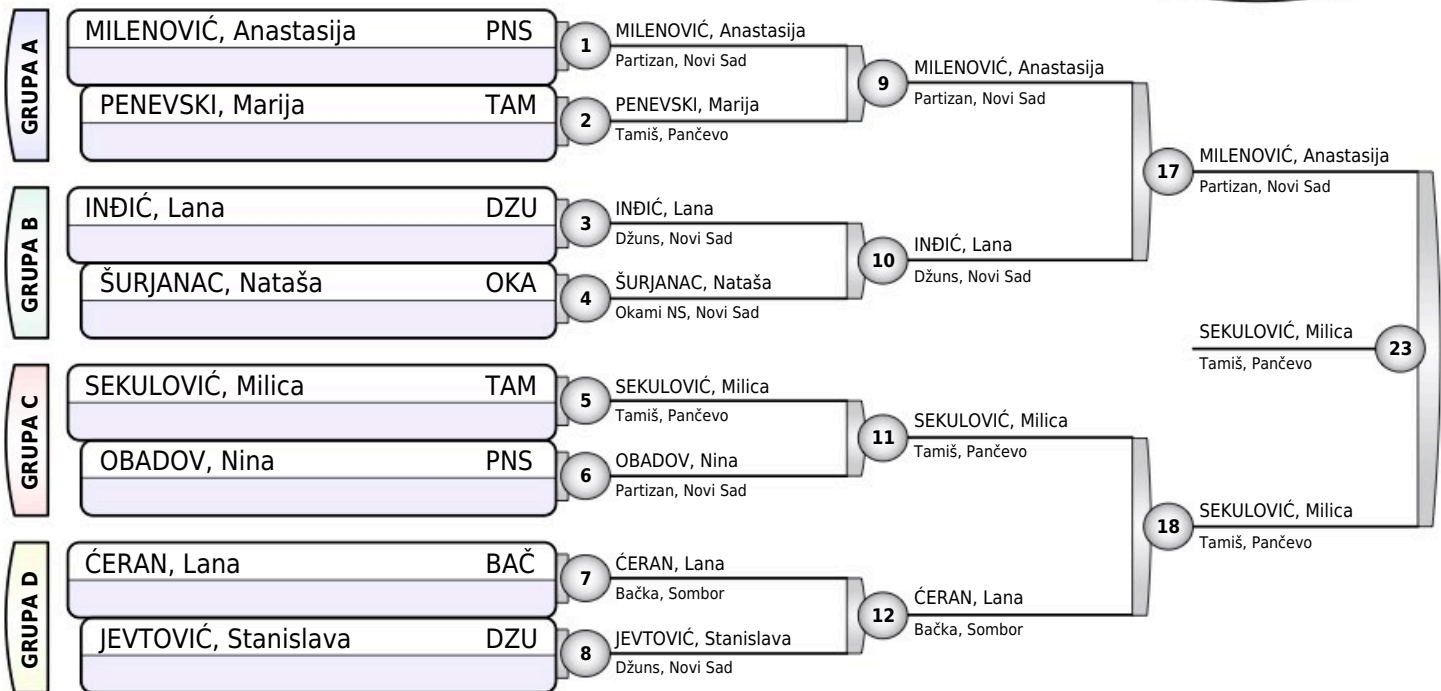 GRUPA A
MILENOVIĆ, Anastasija PNS
PENEVSKI, Marija TAM
GRUPA B
INĐIĆ, Lana DZU
ŠURJANAC, Nataša OKA
GRUPA C
SEKULOVIĆ, Milica TAM
OBADOV, Nina PNS
GRUPA D
ĆERAN, Lana BAČ
JEVTOVIĆ, Stanislava DZU
1 MILENOVIĆ, Anastasija
Partizan, Novi Sad
2 PENEVSKI, Marija
Tamiš, Pančevo
3 INĐIĆ, Lana
Džuns, Novi Sad
4 ŠURJANAC, Nataša
Okami NS, Novi Sad
5 SEKULOVIĆ, Milica
Tamiš, Pančevo
6 OBADOV, Nina
Partizan, Novi Sad
7 ĆERAN, Lana
Bačka, Sombor
8 JEVTOVIĆ, Stanislava
Džuns, Novi Sad
9 MILENOVIĆ, Anastasija
Partizan, Novi Sad
10 INĐIĆ, Lana
Džuns, Novi Sad
11 SEKULOVIĆ, Milica
Tamiš, Pančevo
12 ĆERAN, Lana
Bačka, Sombor
17 MILENOVIĆ, Anastasija
Partizan, Novi Sad
18 SEKULOVIĆ, Milica
Tamiš, Pančevo
SEKULOVIĆ, Milica 23
Tamiš, Pančevo